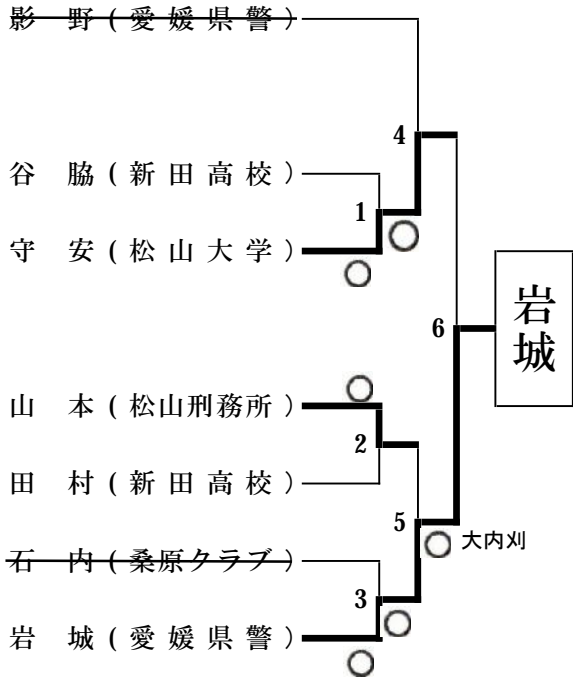 影 野 ( 愛 媛 県 警 )
4
谷 脇 ( 新 田 高 校 )
1
守 安 ( 松 山 大 学 )
6
岩城
山 本 ( 松山刑務所 )
2
田 村 ( 新 田 高 校 )
5
大内刈
石 内 ( 桑原クラブ )
3
岩 城 ( 愛 媛 県 警 )